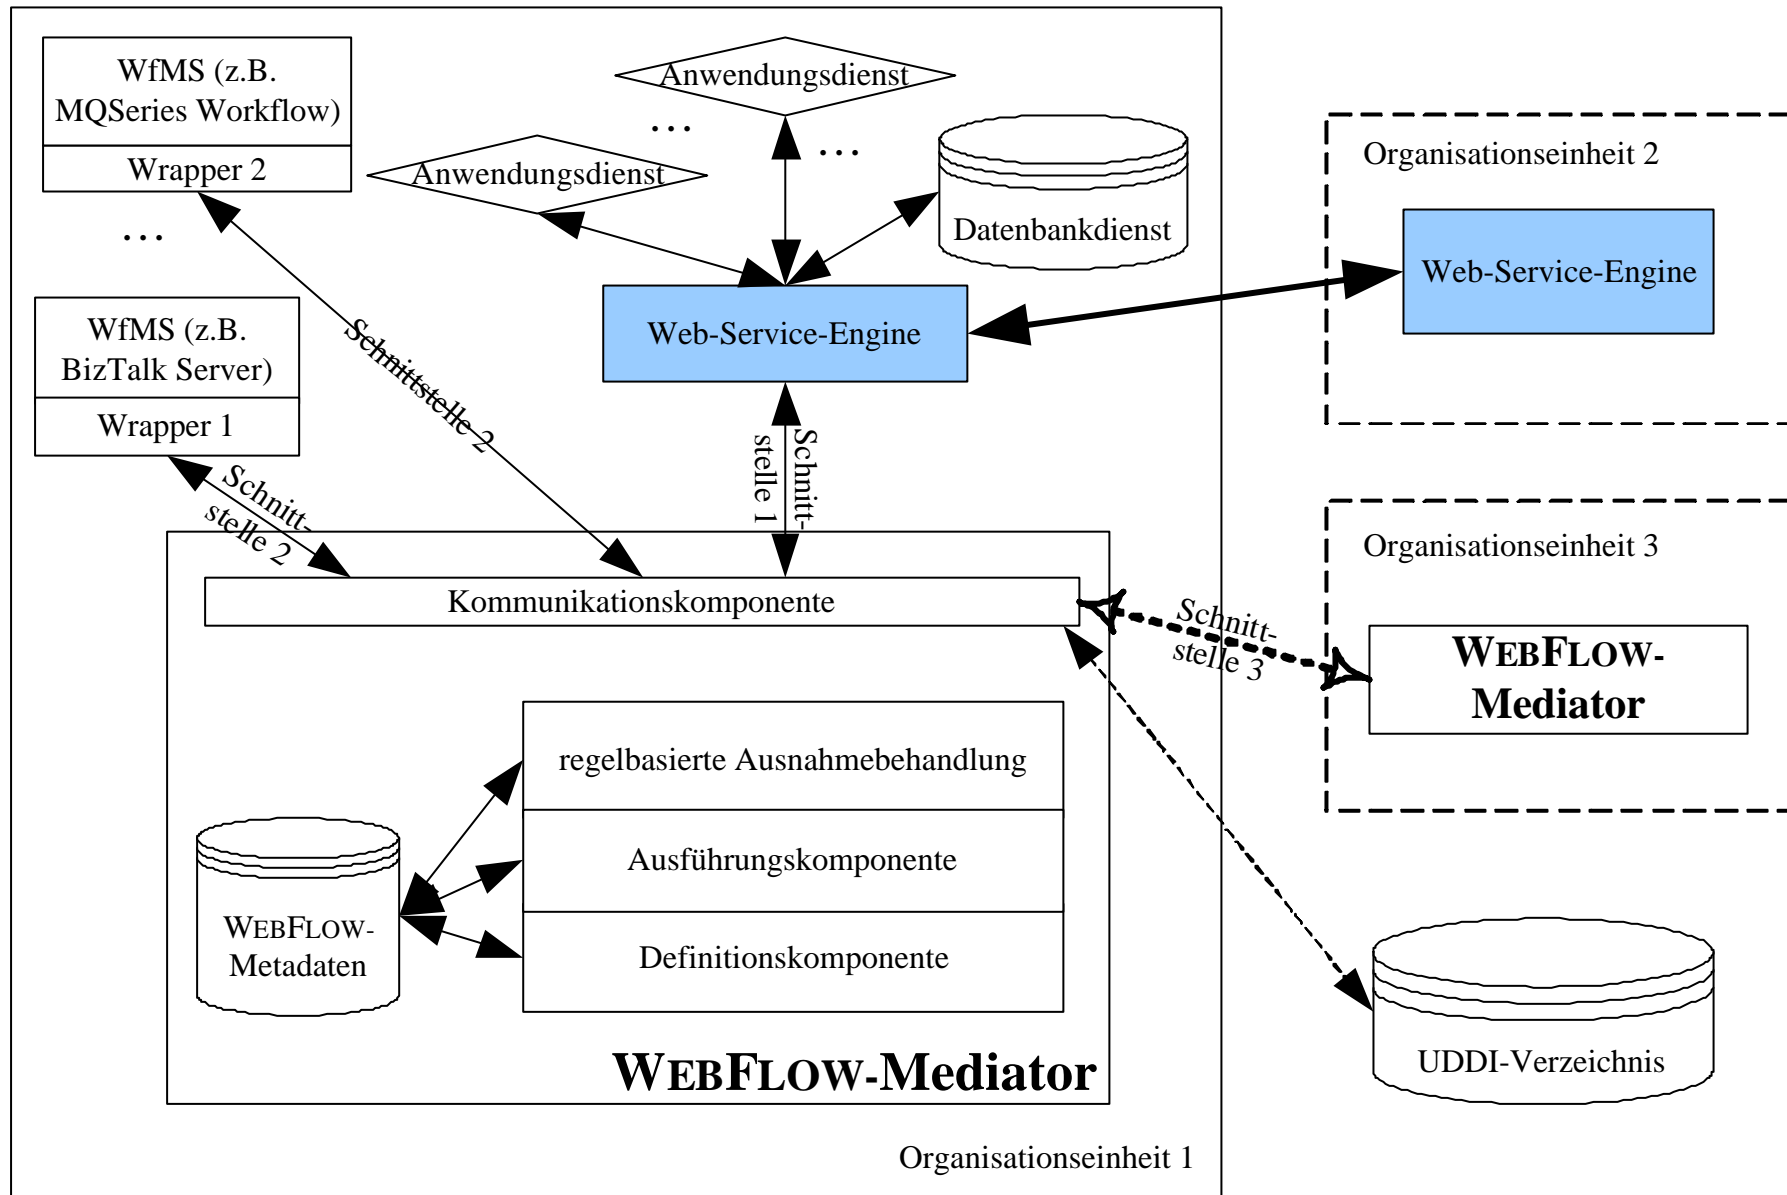 WfMS (z.B.
MQSeries Workflow)
Wrapper 2
...
WfMS (z.B.
BizTalk Server)
Wrapper 1
Anwendungsdienst
...
...
Anwendungsdienst
Datenbankdienst
Web-Service-Engine
Schnittstelle 2
Schnitt-
stelle 2
Schnitt-
stelle 1
Kommunikationskomponente
regelbasierte Ausnahmebehandlung
Ausführungskomponente
Definitionskomponente
WEBFLOW-
Metadaten
WEBFLOW-Mediator
Organisationseinheit 1
Organisationseinheit 2
Web-Service-Engine
Organisationseinheit 3
Schnitt-
stelle 3
WEBFLOW-
Mediator
UDDI-Verzeichnis